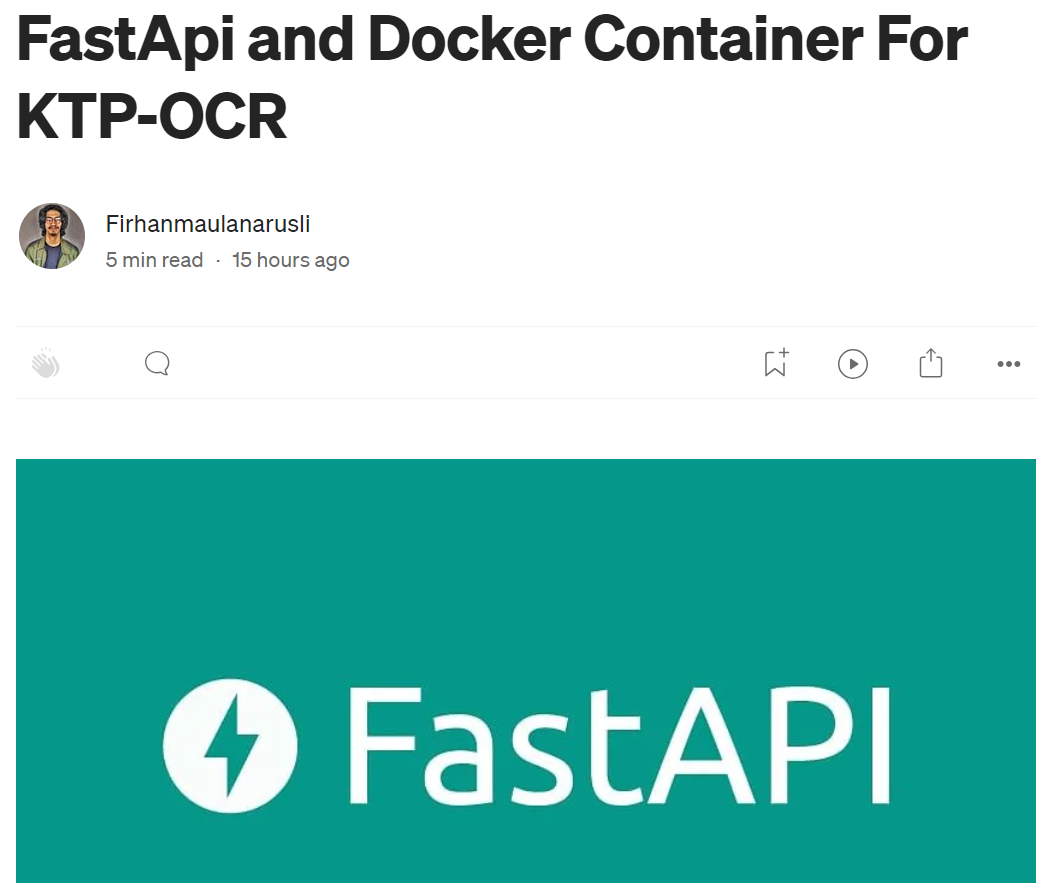 FastApi and Docker Container For
KTP-OCR
Firhanmaulanarusli
5 min read · 15 hours ago
FastAPI